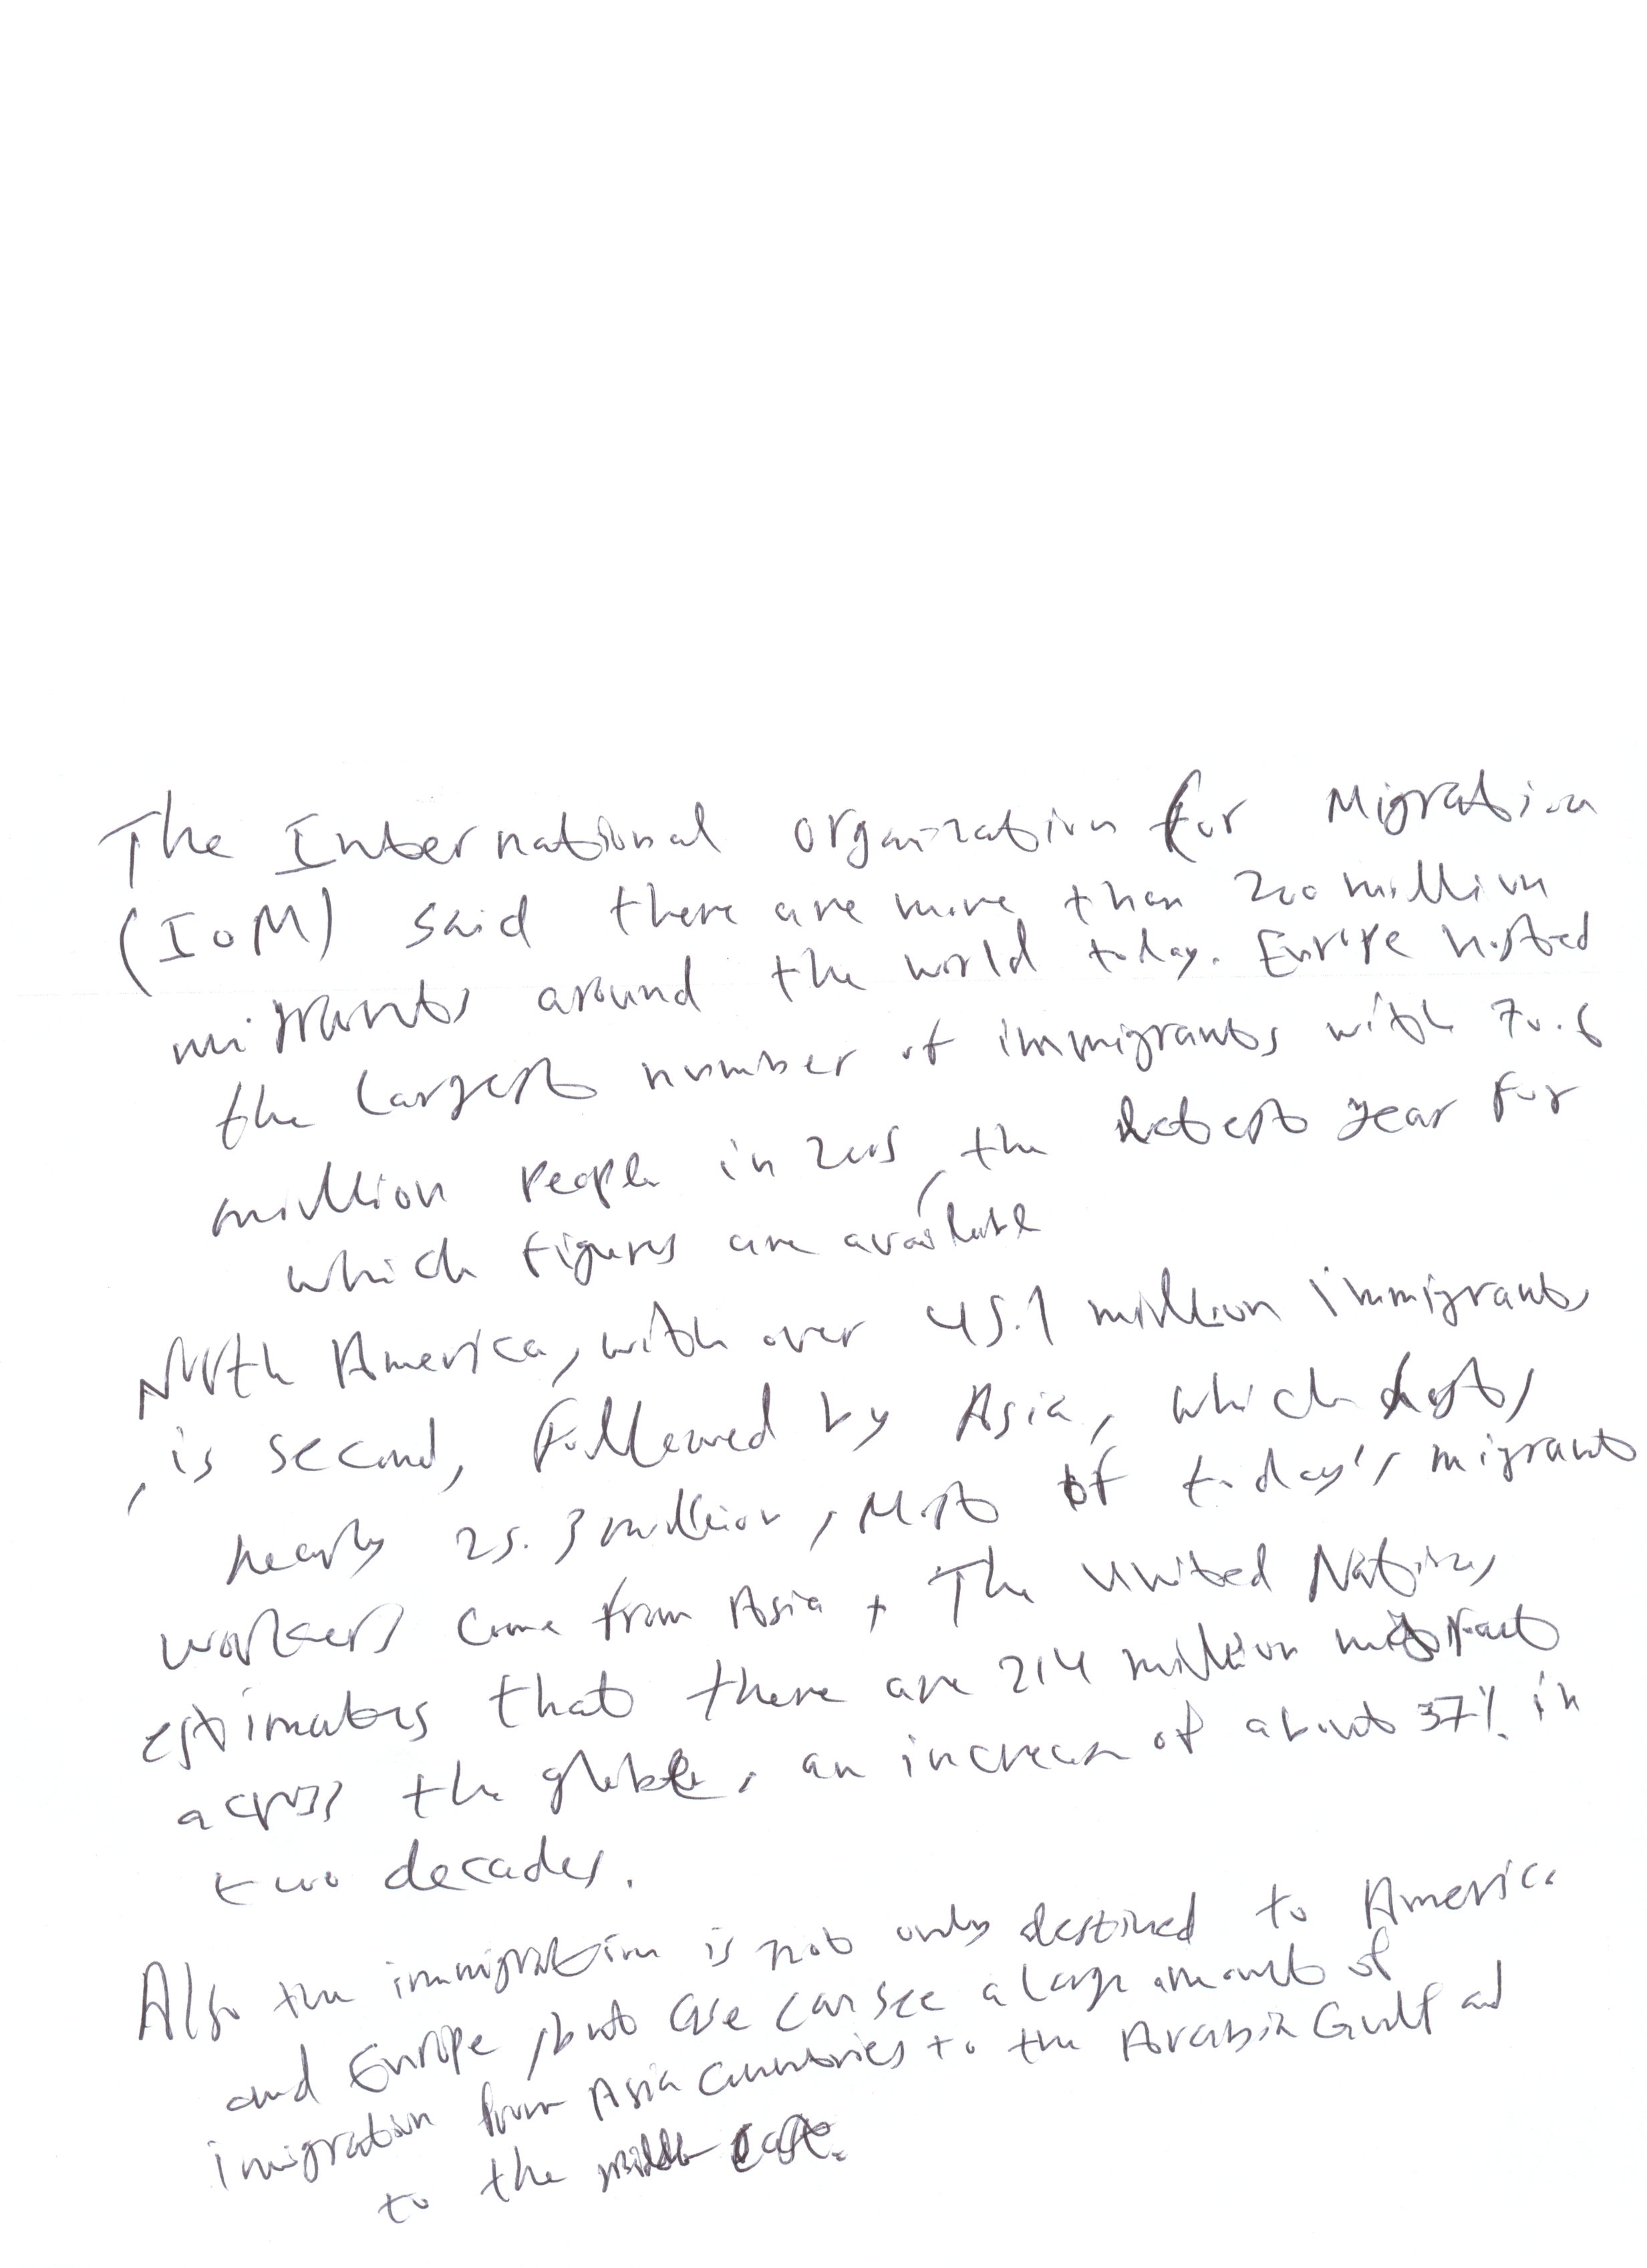 The International Organization for Migration
(IOM) said there are more than 200 million
migrants around the world today. Europe hosted
the largest number of immigrants with 70.6
million people in 2005, the latest year for
which figures are available
North America, with over 45.1 million immigrants
, is second, followed by Asia, which hosts
nearly 25.3 million, Most of today's migrant
workers come from Asia. The United Nations
estimates that there are 214 million migrant
across the globe, an increase of about 37% in
two decades.
Also the immigration is not only destined to America
and Europe, but we can see a large amount of
imigration from Asia countries to the Arabia Gulf and
to the middle east.